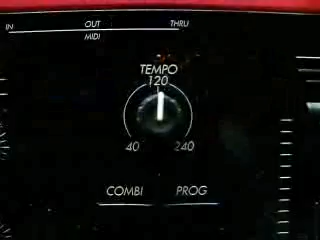 IN OUT THRU
MIDI
TEMPO
120
40 240
COMBI PROG